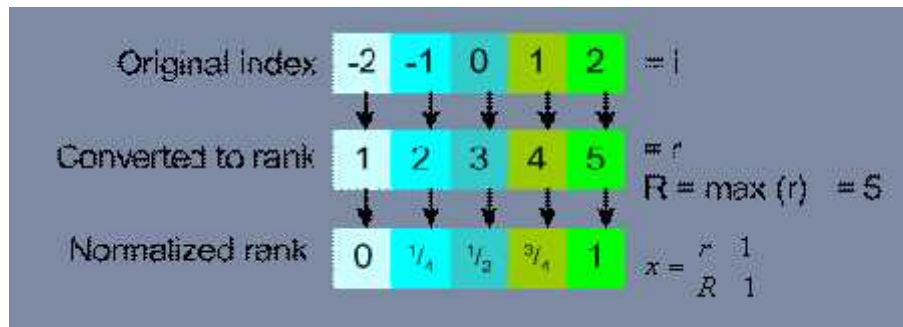 Original index -2 -1 0 1 2 = i
Converted to rank 1 2 3 4 5 = r
R = max (r) = 5
Normalized rank 0 1/4 1/2 3/4 1
x = r 1
R 1